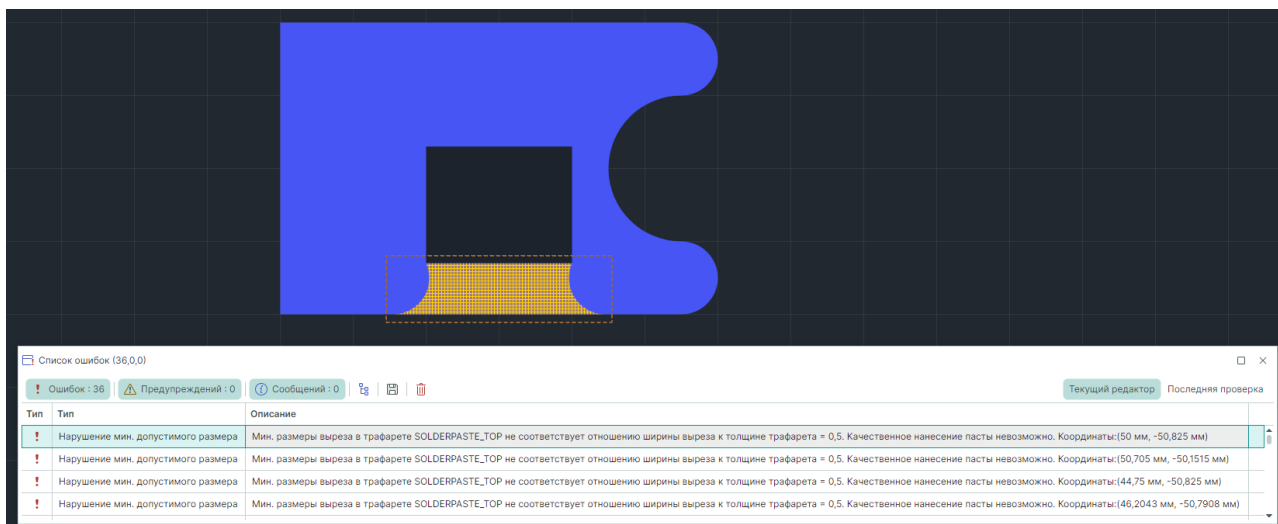 Список ошибок (36,0,0)
Ошибок : 36 Предупреждений : 0 Сообщений : 0 Текущий редактор Последняя проверка
Тип Тип Описание
Нарушение мин. допустимого размера Мин. размеры выреза в трафарете SOLDERPASTE_TOP не соответствует отношению ширины выреза к толщине трафарета = 0,5. Качественное нанесение пасты невозможно. Координаты:(50 мм, -50,825 мм)
Нарушение мин. допустимого размера Мин. размеры выреза в трафарете SOLDERPASTE_TOP не соответствует отношению ширины выреза к толщине трафарета = 0,5. Качественное нанесение пасты невозможно. Координаты:(50,705 мм, -50,1515 мм)
Нарушение мин. допустимого размера Мин. размеры выреза в трафарете SOLDERPASTE_TOP не соответствует отношению ширины выреза к толщине трафарета = 0,5. Качественное нанесение пасты невозможно. Координаты:(44,75 мм, -50,825 мм)
Нарушение мин. допустимого размера Мин. размеры выреза в трафарете SOLDERPASTE_TOP не соответствует отношению ширины выреза к толщине трафарета = 0,5. Качественное нанесение пасты невозможно. Координаты:(46,2043 мм, -50,7908 мм)